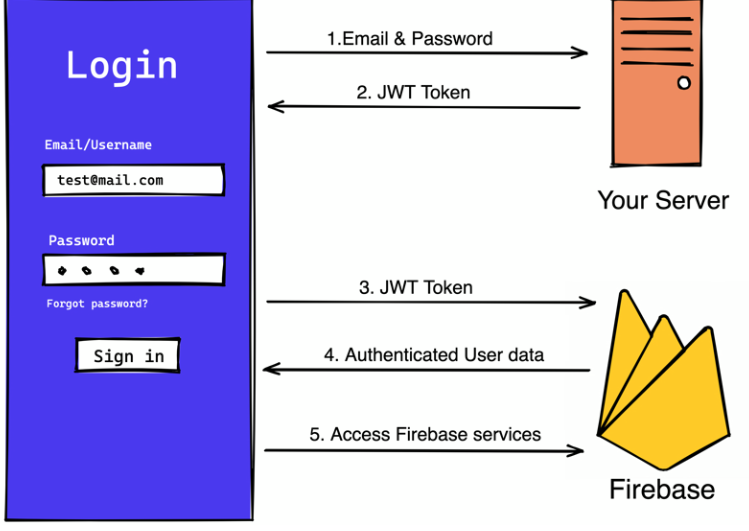 Login
Email/Username
test@mail.com
Password
Forgot password?
Sign in
1.Email & Password
2. JWT Token
Your Server
3. JWT Token
4. Authenticated User data
5. Access Firebase services
Firebase